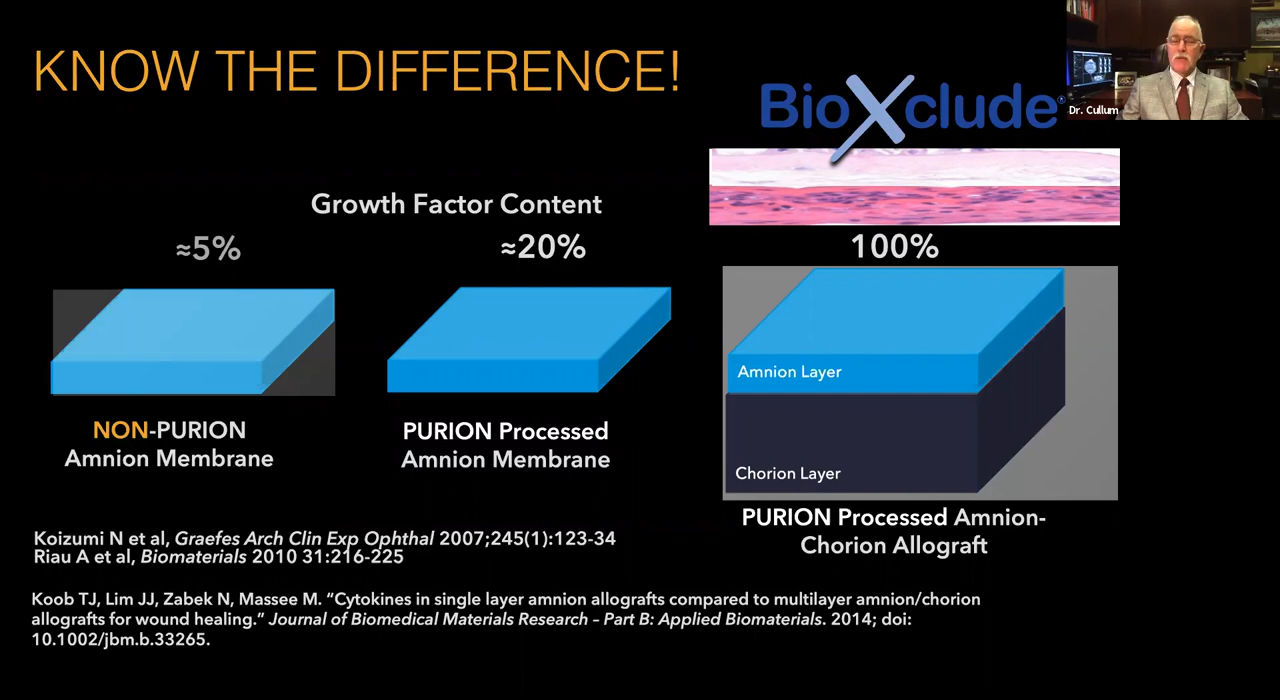 KNOW THE DIFFERENCE!
BioXclude®
Dr. Cullum
Growth Factor Content
≈5%
≈20%
100%
Amnion Layer
Chorion Layer
NON-PURION
Amnion Membrane
PURION Processed
Amnion Membrane
PURION Processed Amnion-
Chorion Allograft
Koizumi N et al, Graefes Arch Clin Exp Ophthal 2007;245(1):123-34
Riau A et al, Biomaterials 2010 31:216-225
Koob TJ, Lim JJ, Zabek N, Massee M. “Cytokines in single layer amnion allografts compared to multilayer amnion/chorion
allografts for wound healing.” Journal of Biomedical Materials Research – Part B: Applied Biomaterials. 2014; doi:
10.1002/jbm.b.33265.